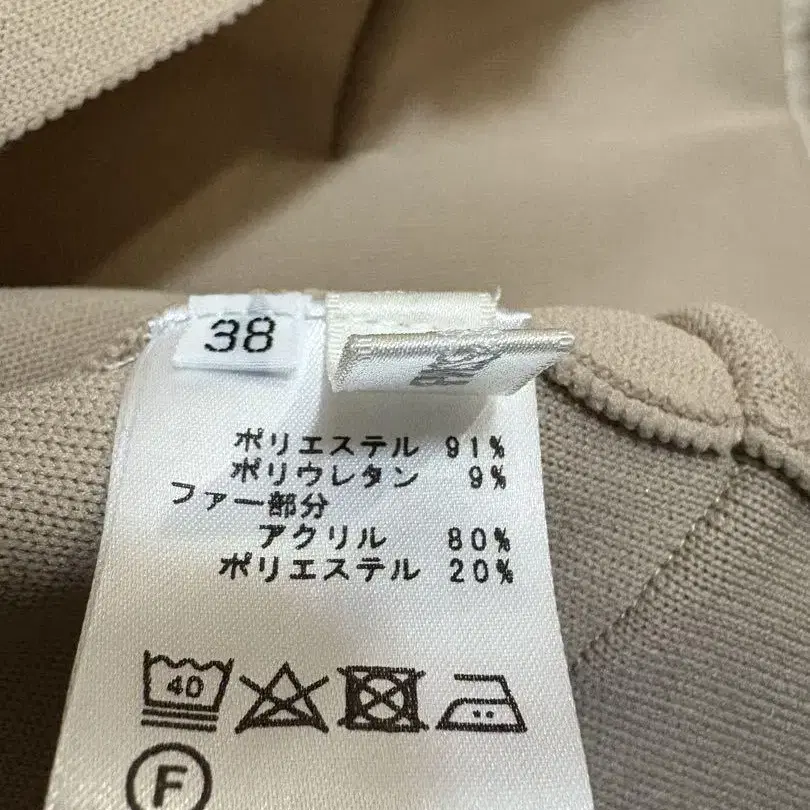 38
ポリエステル 91%
ポリウレタン 9%
ファー部分
アクリル 80%
ポリエステル 20%
40
F